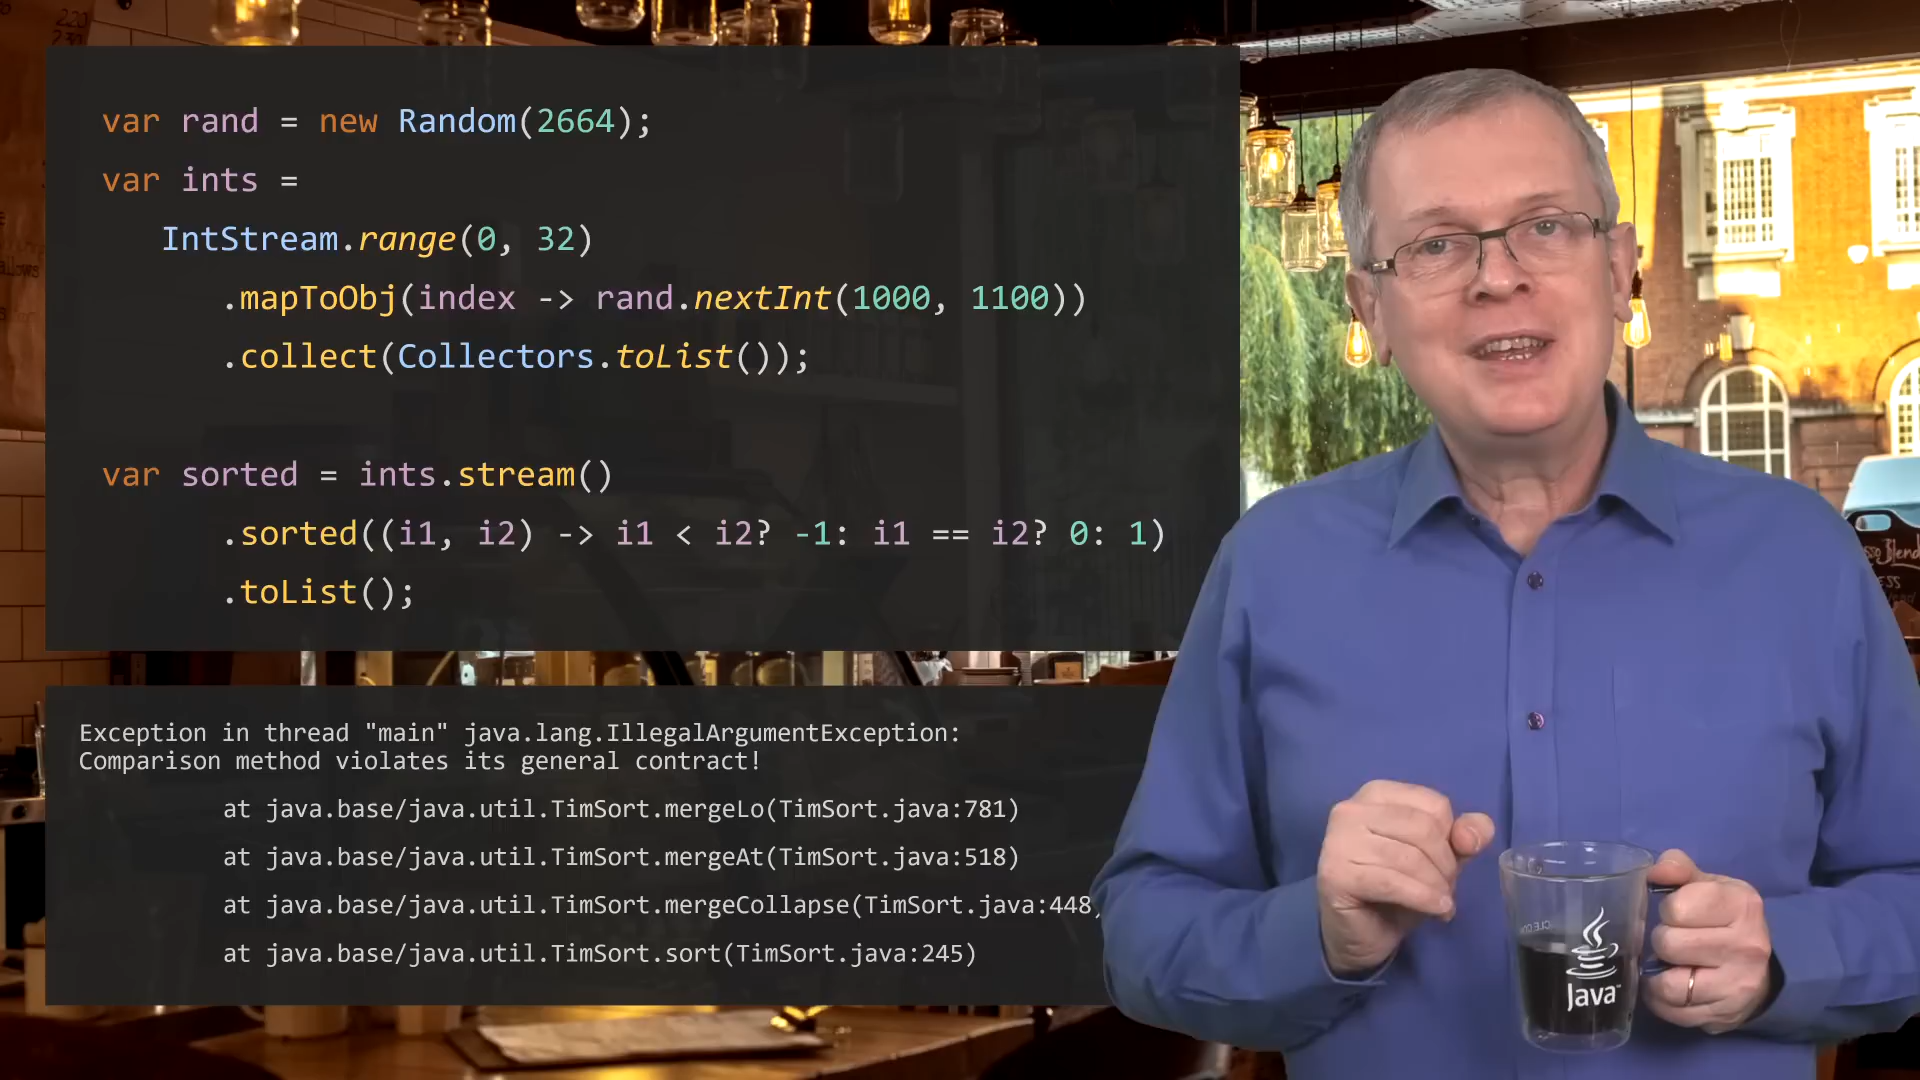 var rand = new Random(2664);
var ints =
IntStream.range(0, 32)
.mapToObj(index -> rand.nextInt(1000, 1100))
.collect(Collectors.toList());
var sorted = ints.stream()
.sorted((i1, i2) -> i1 < i2? -1: i1 == i2? 0: 1)
.toList();
Exception in thread "main" java.lang.IllegalArgumentException:
Comparison method violates its general contract!
at java.base/java.util.TimSort.mergeLo(TimSort.java:781)
at java.base/java.util.TimSort.mergeAt(TimSort.java:518)
at java.base/java.util.TimSort.mergeCollapse(TimSort.java:448)
at java.base/java.util.TimSort.sort(TimSort.java:245)
Java